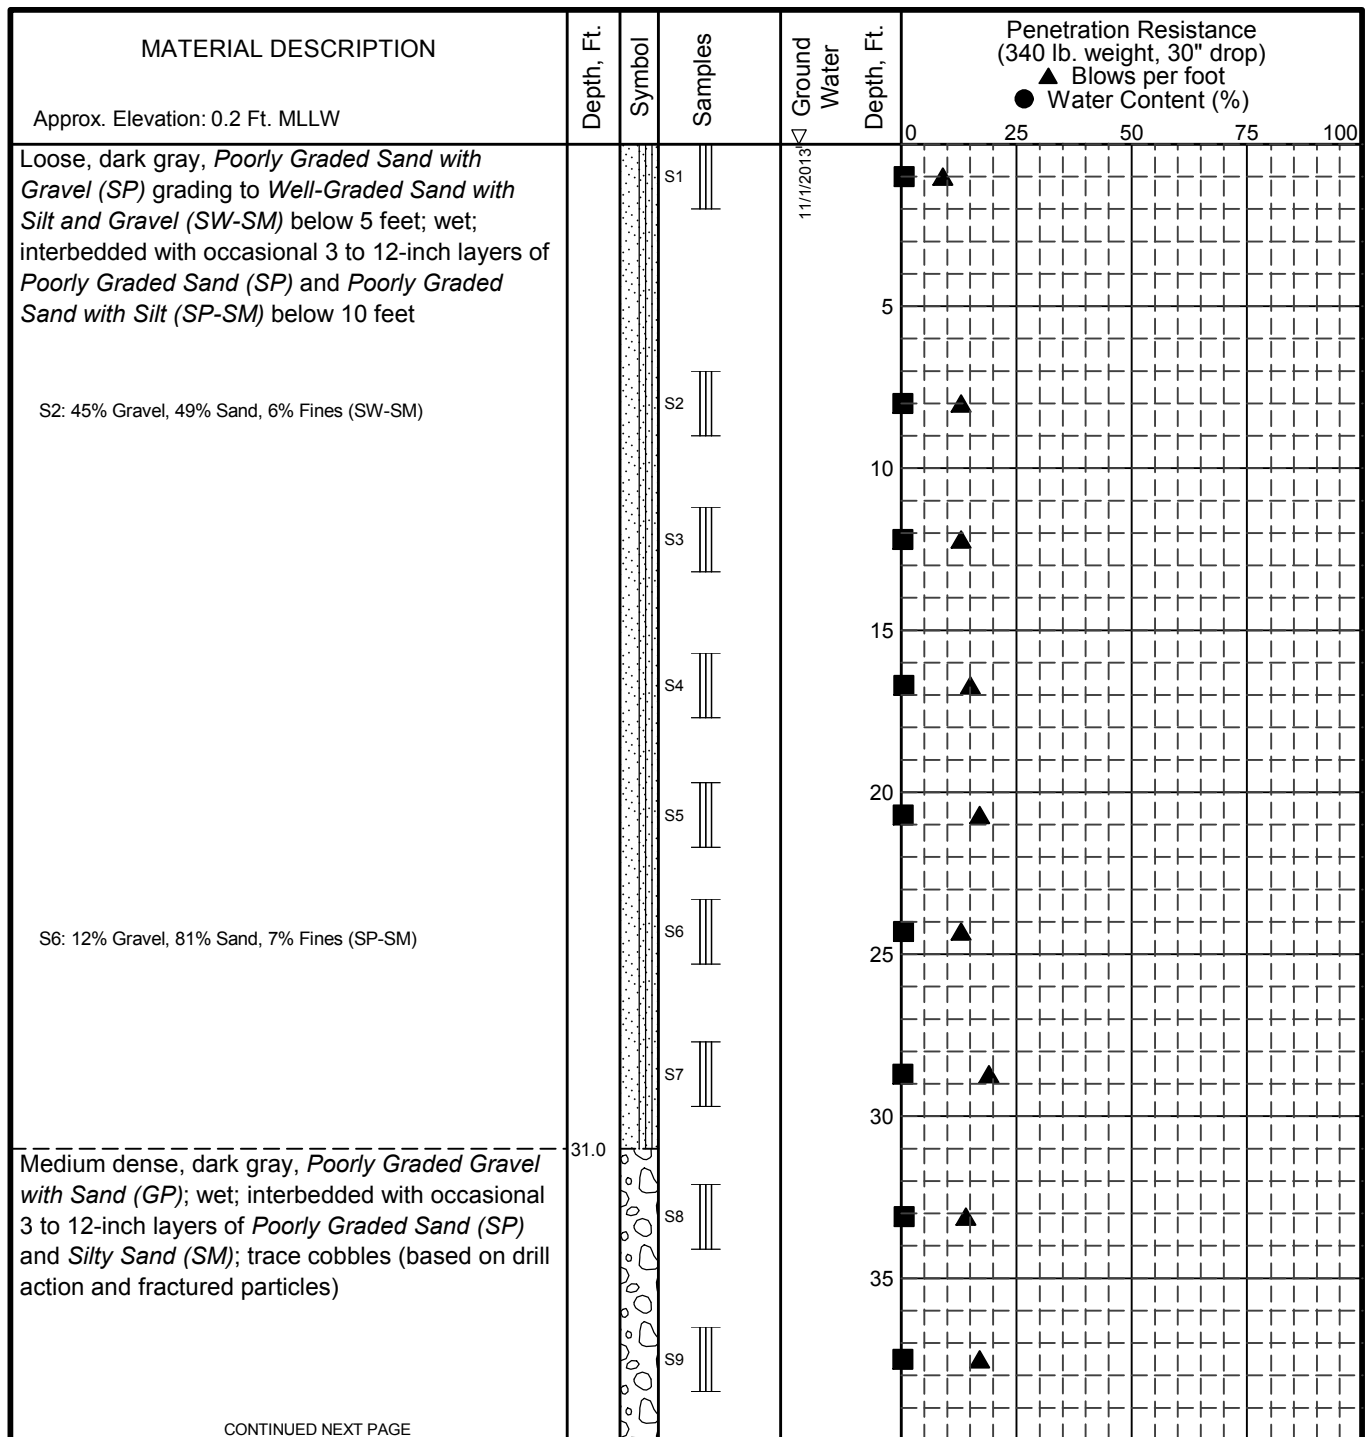 MATERIAL DESCRIPTION
Approx. Elevation: 0.2 Ft. MLLW
Depth, Ft.
Symbol
Samples
Ground
Water
Depth, Ft.
Penetration Resistance
(340 lb. weight, 30" drop)
▲ Blows per foot
● Water Content (%)
0 25 50 75 100
11/1/2013
Loose, dark gray, Poorly Graded Sand with
Gravel (SP) grading to Well-Graded Sand with
Silt and Gravel (SW-SM) below 5 feet; wet;
interbedded with occasional 3 to 12-inch layers of
Poorly Graded Sand (SP) and Poorly Graded
Sand with Silt (SP-SM) below 10 feet
S2: 45% Gravel, 49% Sand, 6% Fines (SW-SM)
S6: 12% Gravel, 81% Sand, 7% Fines (SP-SM)
31.0
Medium dense, dark gray, Poorly Graded Gravel
with Sand (GP); wet; interbedded with occasional
3 to 12-inch layers of Poorly Graded Sand (SP)
and Silty Sand (SM); trace cobbles (based on drill
action and fractured particles)
CONTINUED NEXT PAGE
S1
S2
S3
S4
S5
S6
S7
S8
S9
5
10
15
20
25
30
35